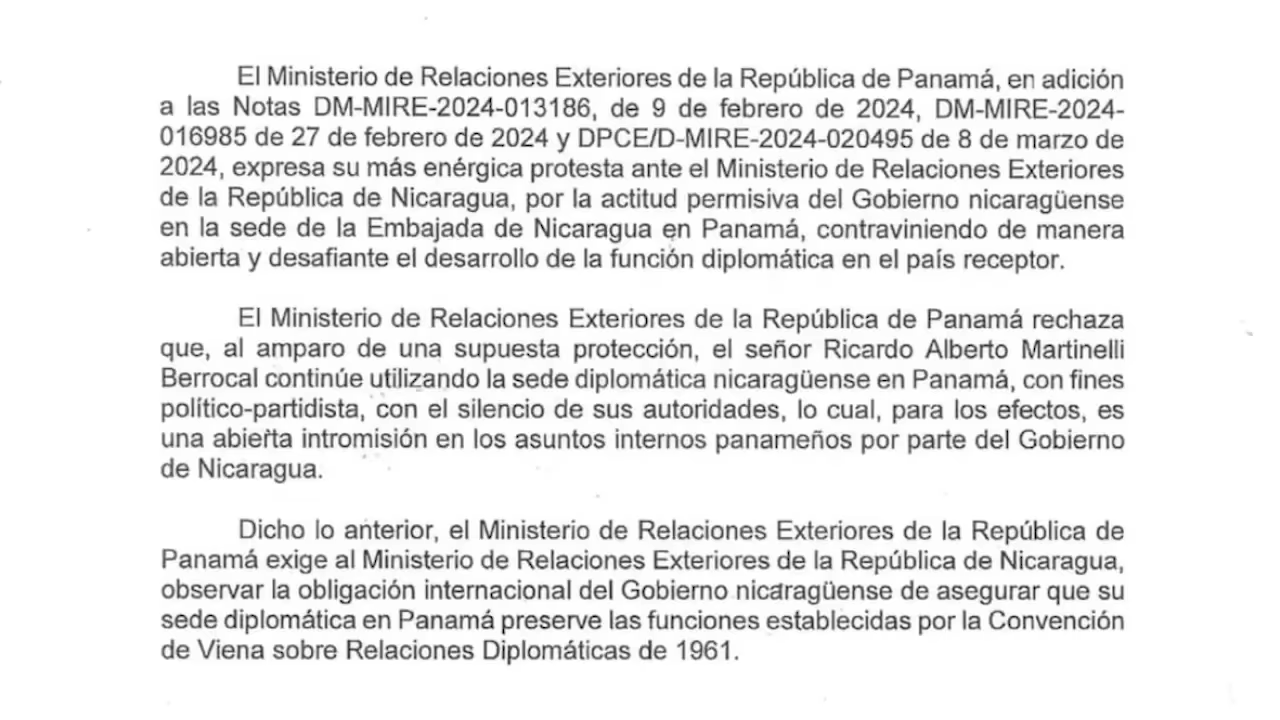 El Ministerio de Relaciones Exteriores de la República de Panamá, en adición
a las Notas DM-MIRE-2024-013186, de 9 de febrero de 2024, DM-MIRE-2024-
016985 de 27 de febrero de 2024 y DPCE/D-MIRE-2024-020495 de 8 de marzo de
2024, expresa su más enérgica protesta ante el Ministerio de Relaciones Exteriores
de la República de Nicaragua, por la actitud permisiva del Gobierno nicaragüense
en la sede de la Embajada de Nicaragua en Panamá, contraviniendo de manera
abierta y desafiante el desarrollo de la función diplomática en el país receptor.
El Ministerio de Relaciones Exteriores de la República de Panamá rechaza
que, al amparo de una supuesta protección, el señor Ricardo Alberto Martinelli
Berrocal continúe utilizando la sede diplomática nicaragüense en Panamá, con fines
político-partidista, con el silencio de sus autoridades, lo cual, para los efectos, es
una abierta intromisión en los asuntos internos panameños por parte del Gobierno
de Nicaragua.
Dicho lo anterior, el Ministerio de Relaciones Exteriores de la República de
Panamá exige al Ministerio de Relaciones Exteriores de la República de Nicaragua,
observar la obligación internacional del Gobierno nicaragüense de asegurar que su
sede diplomática en Panamá preserve las funciones establecidas por la Convención
de Viena sobre Relaciones Diplomáticas de 1961.